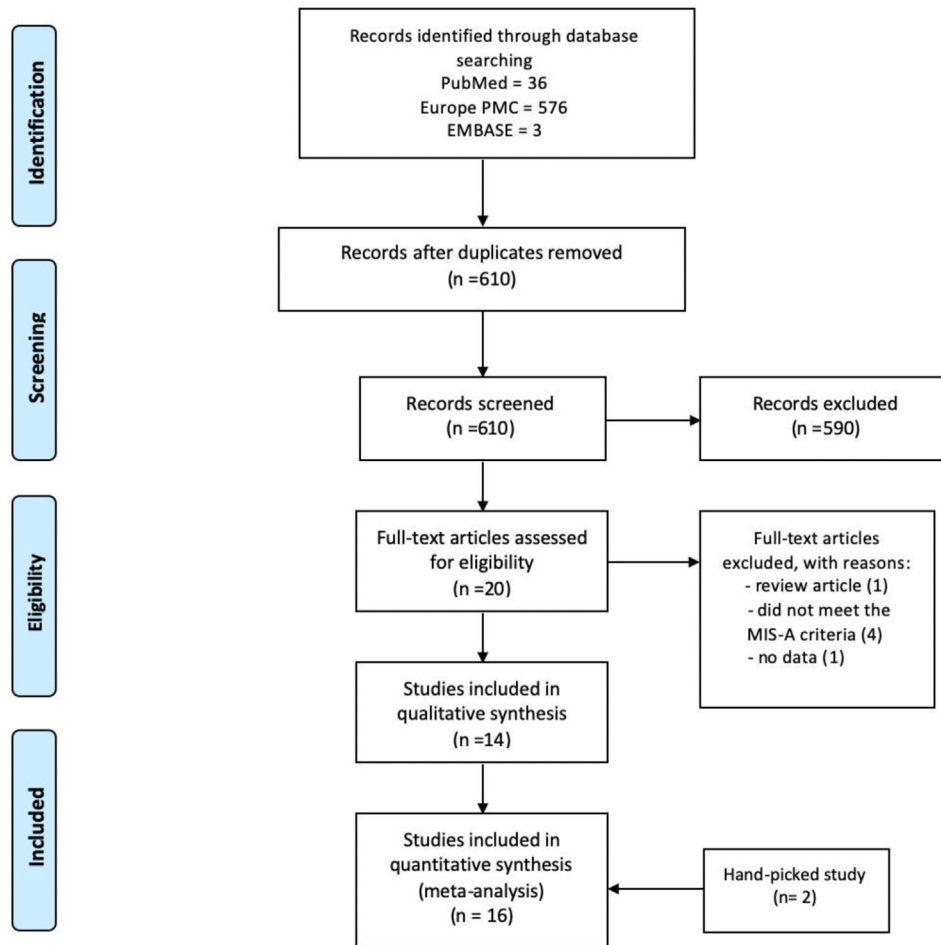 Identification
Records identified through database
searching
PubMed = 36
Europe PMC = 576
EMBASE = 3
Records after duplicates removed
(n =610)
Screening
Records screened
(n =610)
Records excluded
(n =590)
Eligibility
Full-text articles assessed
for eligibility
(n =20)
Full-text articles
excluded, with reasons:
- review article (1)
- did not meet the
MIS-A criteria (4)
- no data (1)
Studies included in
qualitative synthesis
(n =14)
Included
Studies included in
quantitative synthesis
(meta-analysis)
(n = 16)
Hand-picked study
(n= 2)